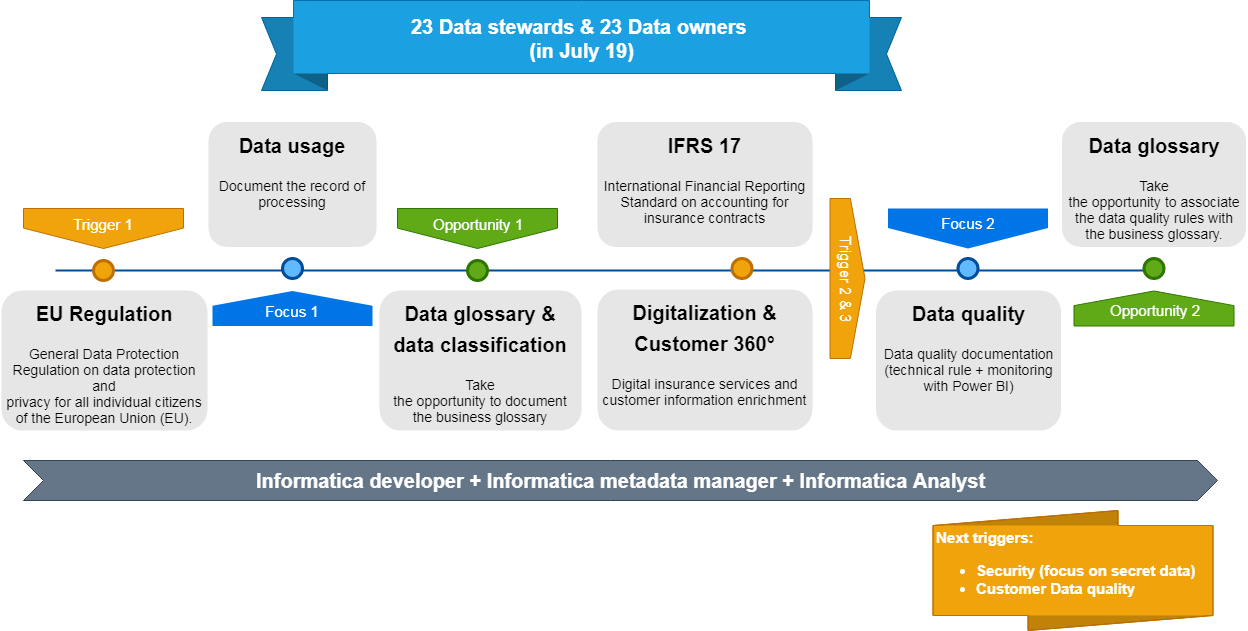 23 Data stewards & 23 Data owners
(in July 19)
Trigger 1
EU Regulation
General Data Protection
Regulation on data protection
and
privacy for all individual citizens
of the European Union (EU).
Data usage
Document the record of
processing
Focus 1
Opportunity 1
Data glossary &
data classification
Take
the opportunity to document
the business glossary
IFRS 17
International Financial Reporting
Standard on accounting for
insurance contracts
Digitalization &
Customer 360°
Digital insurance services and
customer information enrichment
Trigger 2 & 3
Focus 2
Data quality
Data quality documentation
(technical rule + monitoring
with Power BI)
Data glossary
Take
the opportunity to associate
the data quality rules with
the business glossary.
Opportunity 2
Informatica developer + Informatica metadata manager + Informatica Analyst
Next triggers:
• Security (focus on secret data)
• Customer Data quality